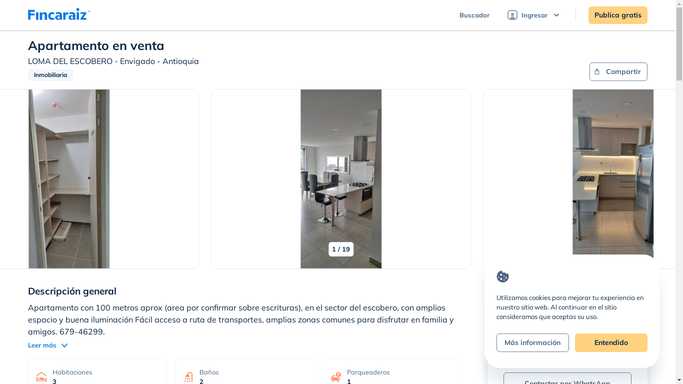 Fincaraiz
Buscador
Ingresar
Publica gratis
Apartamento en venta
LOMA DEL ESCOBERO - Envigado - Antioquia
Inmobiliaria
Compartir
1 / 19
Descripción general
Apartamento con 100 metros aprox (area por confirmar sobre escrituras), en el sector del escobero, con amplias
espacio y buena iluminación Fácil acceso a ruta de transportes, amplias zonas comunes para disfrutar en familia y
amigos. 679-46299.
Leer más
Habitaciones
3
Baños
2
Parqueaderos
1
Utilizamos cookies para mejorar tu experiencia en
nuestro sitio web. Al continuar en el sitio
consideramos que aceptas su uso.
Más información
Entendido
Contactar por WhatsApp